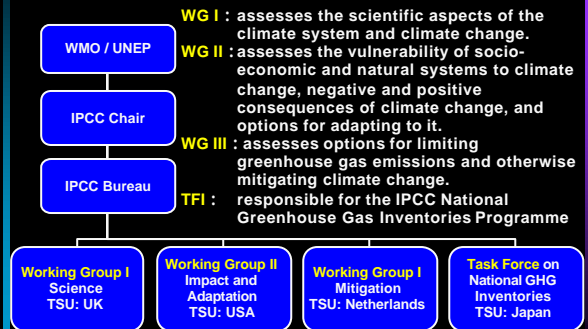 WG I : assesses the scientific aspects of the
climate system and climate change.
WG II : assesses the vulnerability of socio-
economic and natural systems to climate
change, negative and positive
consequences of climate change, and
options for adapting to it.
WG III : assesses options for limiting
greenhouse gas emissions and otherwise
mitigating climate change.
TFI : responsible for the IPCC National
Greenhouse Gas Inventories Programme
WMO / UNEP
IPCC Chair
IPCC Bureau
Working Group I
Science
TSU: UK
Working Group II
Impact and
Adaptation
TSU: USA
Working Group I
Mitigation
TSU: Netherlands
Task Force on
National GHG
Inventories
TSU: Japan